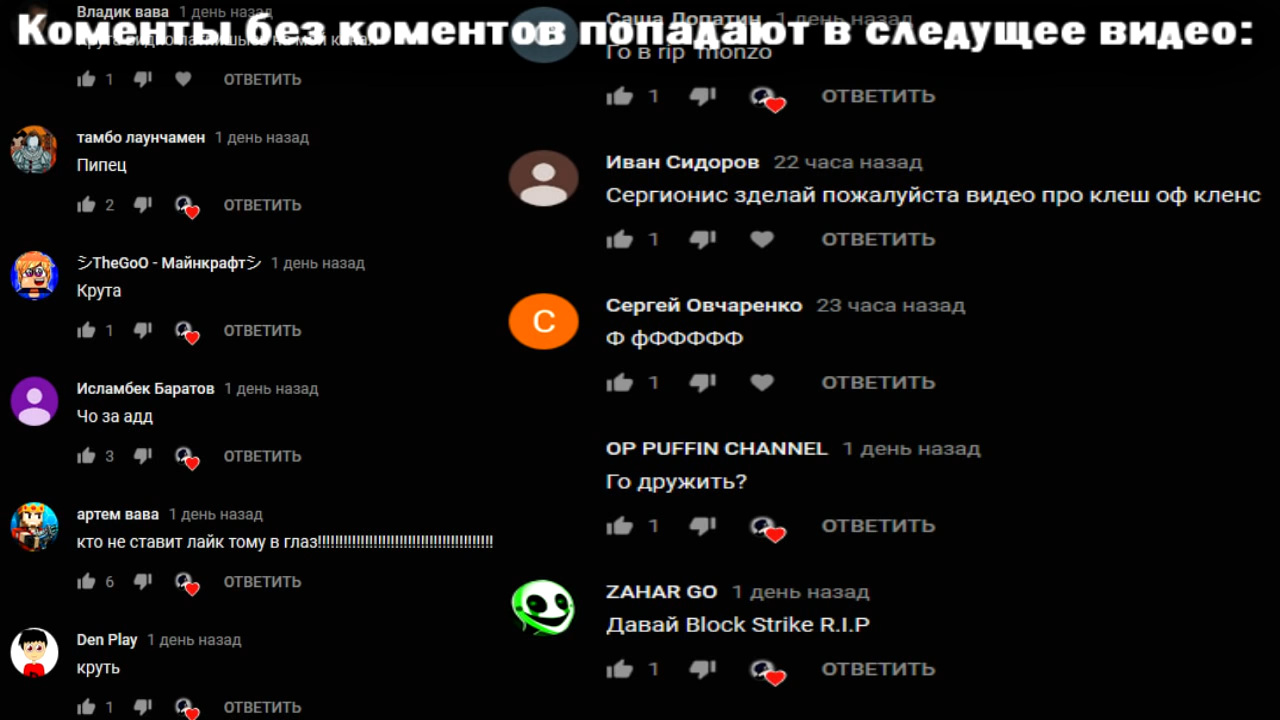 Коменты без коментов попадают в следущее видео:
Владик вава 1 день назад
1 ОТВЕТИТЬ
тамбо лаунчамен 1 день назад
Пипец
2 ОТВЕТИТЬ
シTheGoO - Майнкрафтシ 1 день назад
Крута
1 ОТВЕТИТЬ
Исламбек Баратов 1 день назад
Чо за адд
3 ОТВЕТИТЬ
артем вава 1 день назад
кто не ставит лайк тому в глаз!!!!!!!!!!!!!!!!!!!!!!!!!!!!!!!!!!!!!!!!
6 ОТВЕТИТЬ
Den Play 1 день назад
круть
1 ОТВЕТИТЬ
Саша Лопатин 1 день назад
Го в rip monzo
1 ОТВЕТИТЬ
Иван Сидоров 22 часа назад
Сергионис зделай пожалуйста видео про клеш оф кленс
1 ОТВЕТИТЬ
Сергей Овчаренко 23 часа назад
Ф фФФФФФ
1 ОТВЕТИТЬ
OP PUFFIN CHANNEL 1 день назад
Го дружить?
1 ОТВЕТИТЬ
ZAHAR GO 1 день назад
Давай Block Strike R.I.P
1 ОТВЕТИТЬ
С